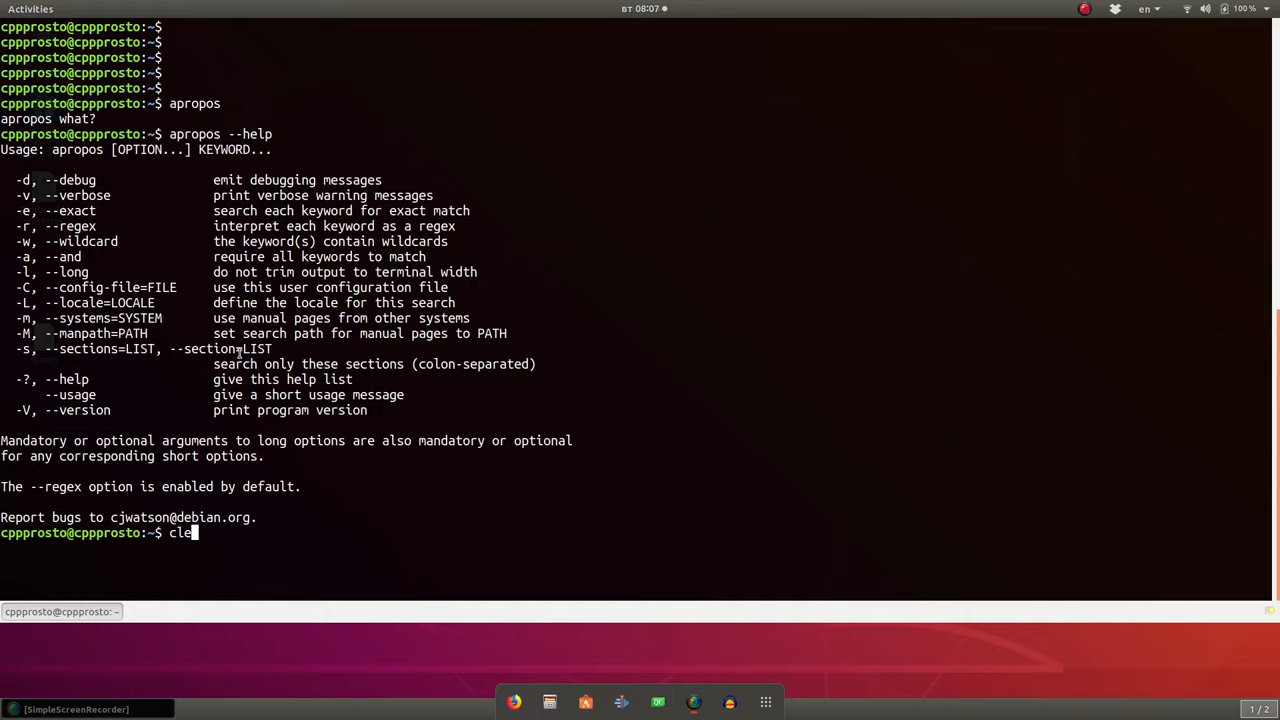 Activities
вт 08:07
en
100 %
cppprosto@cppprosto:~$
cppprosto@cppprosto:~$
cppprosto@cppprosto:~$
cppprosto@cppprosto:~$
cppprosto@cppprosto:~$
cppprosto@cppprosto:~$ apropos
apropos what?
cppprosto@cppprosto:~$ apropos --help
Usage: apropos [OPTION...] KEYWORD...
-d, --debug emit debugging messages
-v, --verbose print verbose warning messages
-e, --exact search each keyword for exact match
-r, --regex interpret each keyword as a regex
-w, --wildcard the keyword(s) contain wildcards
-a, --and require all keywords to match
-l, --long do not trim output to terminal width
-C, --config-file=FILE use this user configuration file
-L, --locale=LOCALE define the locale for this search
-m, --systems=SYSTEM use manual pages from other systems
-M, --manpath=PATH set search path for manual pages to PATH
-s, --sections=LIST, --section=LIST
search only these sections (colon-separated)
-?, --help give this help list
--usage give a short usage message
-V, --version print program version
Mandatory or optional arguments to long options are also mandatory or optional
for any corresponding short options.
The --regex option is enabled by default.
Report bugs to cjwatson@debian.org.
cppprosto@cppprosto:~$ cle
cppprosto@cppprosto: ~
[SimpleScreenRecorder]
1 / 2